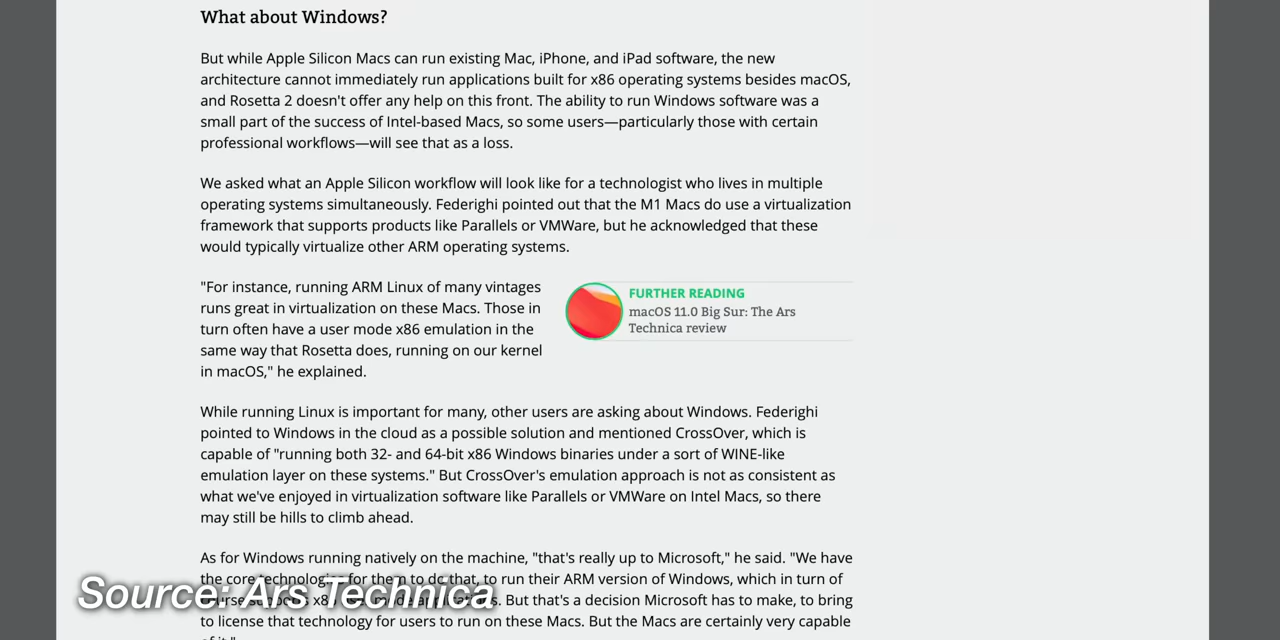 What about Windows?
But while Apple Silicon Macs can run existing Mac, iPhone, and iPad software, the new
architecture cannot immediately run applications built for x86 operating systems besides macOS,
and Rosetta 2 doesn't offer any help on this front. The ability to run Windows software was a
small part of the success of Intel-based Macs, so some users—particularly those with certain
professional workflows—will see that as a loss.
We asked what an Apple Silicon workflow will look like for a technologist who lives in multiple
operating systems simultaneously. Federighi pointed out that the M1 Macs do use a virtualization
framework that supports products like Parallels or VMWare, but he acknowledged that these
would typically virtualize other ARM operating systems.
"For instance, running ARM Linux of many vintages
runs great in virtualization on these Macs. Those in
turn often have a user mode x86 emulation in the
same way that Rosetta does, running on our kernel
in macOS," he explained.
FURTHER READING
macOS 11.0 Big Sur: The Ars
Technica review
While running Linux is important for many, other users are asking about Windows. Federighi
pointed to Windows in the cloud as a possible solution and mentioned CrossOver, which is
capable of "running both 32- and 64-bit x86 Windows binaries under a sort of WINE-like
emulation layer on these systems." But CrossOver's emulation approach is not as consistent as
what we've enjoyed in virtualization software like Parallels or VMWare on Intel Macs, so there
may still be hills to climb ahead.
As for Windows running natively on the machine, "that's really up to Microsoft," he said. "We have
the core technologies for them to do that, to run their ARM version of Windows, which in turn of
x86 But that's a decision Microsoft has to make, to bring
to license that technology for users to run on these Macs. But the Macs are certainly very capable
Source: Ars Technica